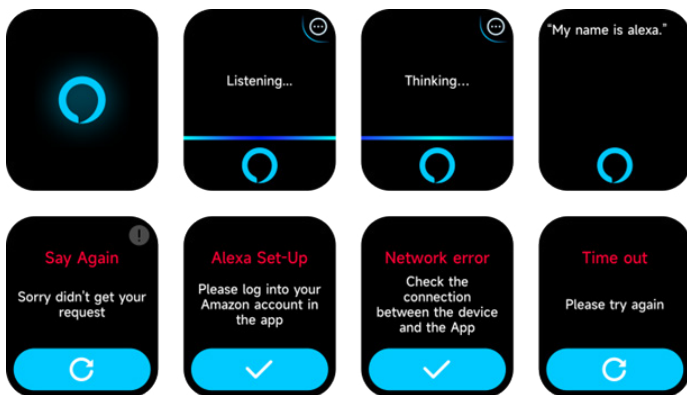 Listening...
Thinking...
“My name is alexa.”
Say Again
Sorry didn't get your
request
Alexa Set-Up
Please log into your
Amazon account in
the app
Network error
Check the
connection
between the device
and the App
Time out
Please try again